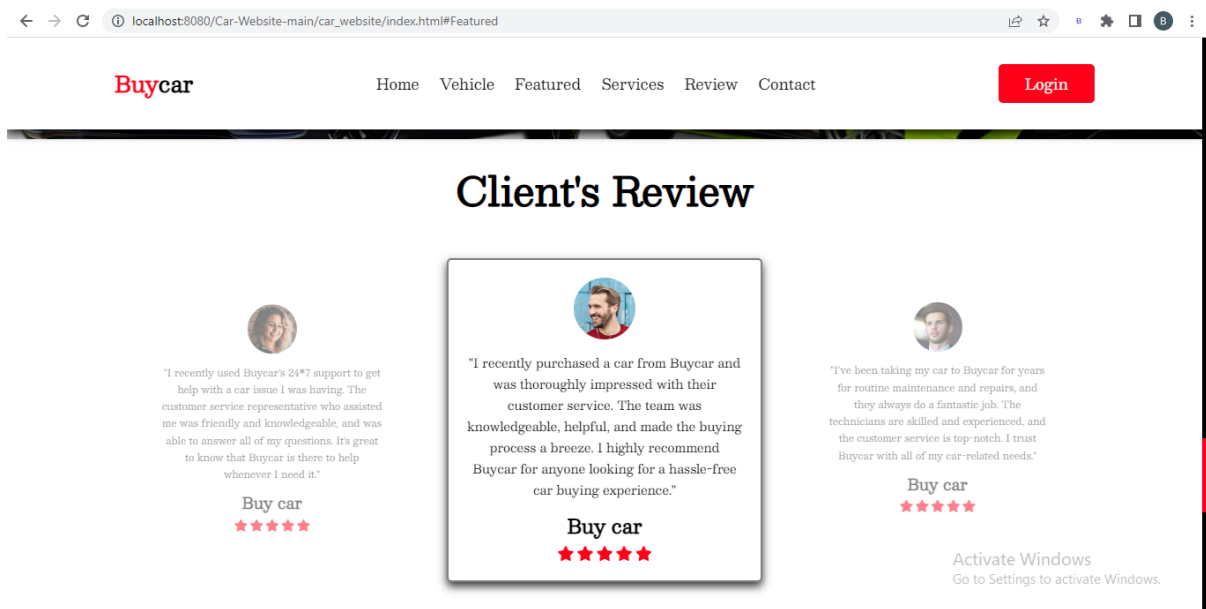 localhost:8080/Car-Website-main/car_website/index.html#Featured
B
B
Buycar
Home Vehicle Featured Services Review Contact
Login
Client's Review
"I recently used Buycar's 24*7 support to get
help with a car issue I was having. The
customer service representative who assisted
me was friendly and knowledgeable, and was
able to answer all of my questions. It's great
to know that Buycar is there to help
whenever I need it."
Buy car
"I recently purchased a car from Buycar and
was thoroughly impressed with their
customer service. The team was
knowledgeable, helpful, and made the buying
process a breeze. I highly recommend
Buycar for anyone looking for a hassle-free
car buying experience."
Buy car
"I've been taking my car to Buycar for years
for routine maintenance and repairs, and
they always do a fantastic job. The
technicians are skilled and experienced, and
the customer service is top-notch. I trust
Buycar with all of my car-related needs."
Buy car
Activate Windows
Go to Settings to activate Windows.